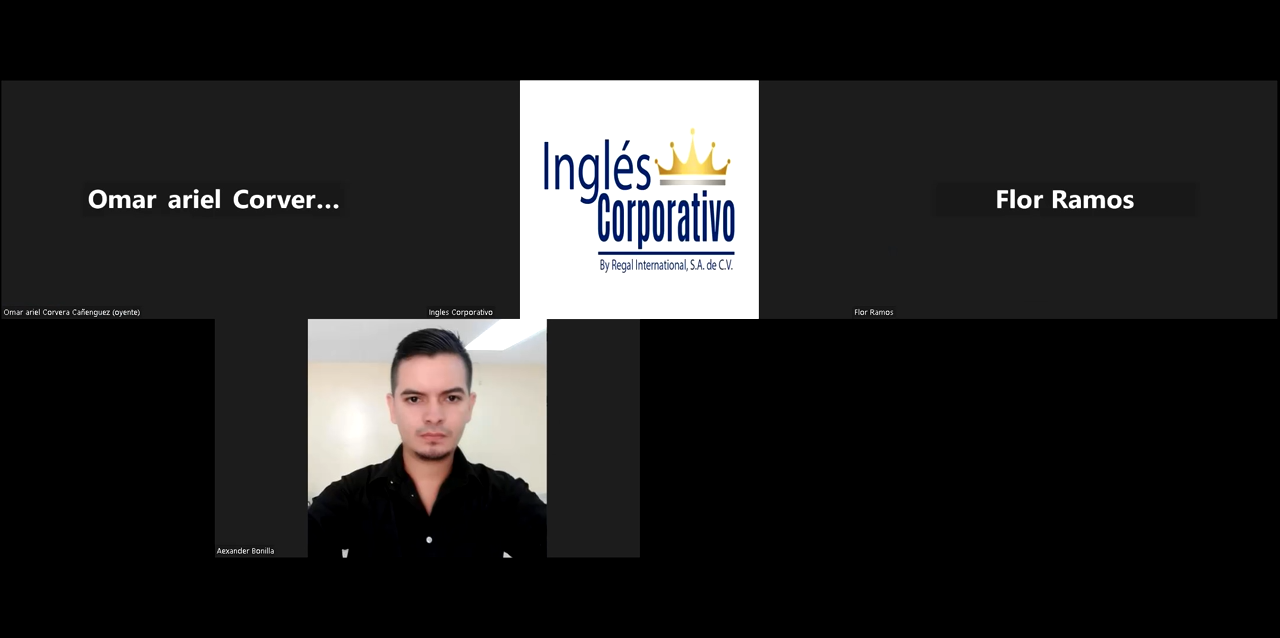 Omar ariel Corver...
Omar ariel Corvera Cañenguez (oyente)
Inglés
Corporativo
By Regal International, S.A. de C.V.
Ingles Corporativo
Flor Ramos
Flor Ramos
Aexander Bonilla